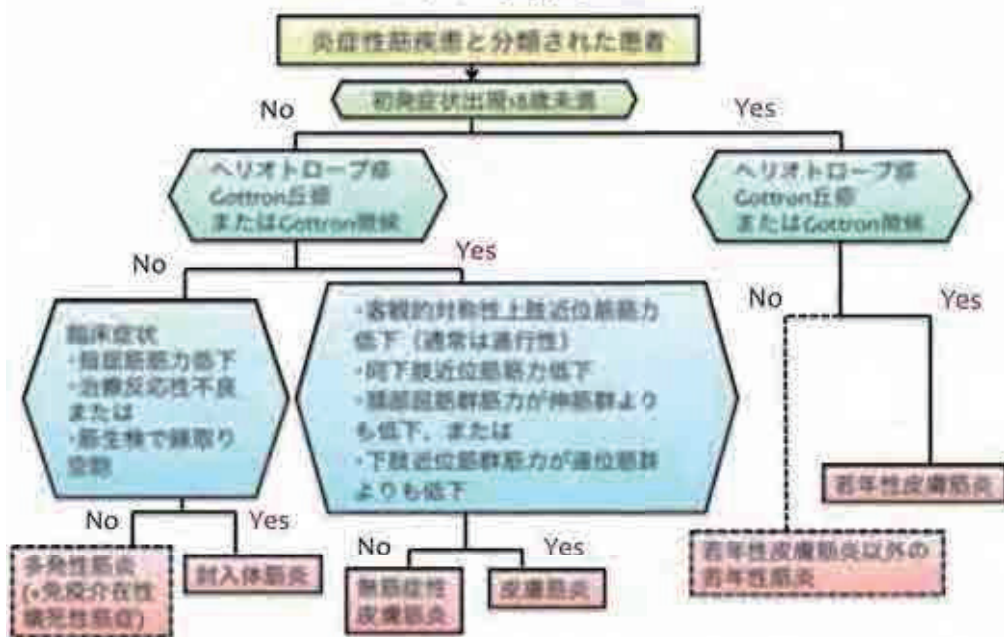 炎症性筋疾患と分類された患者
初発症状出現18歳未満
No
Yes
ヘリオトロープ疹
Gottron丘疹
またはGottron徴候
ヘリオトロープ疹
Gottron丘疹
またはGottron徴候
No
Yes
No
Yes
臨床症状
・指屈筋筋力低下
・治療反応性不良
または
・筋生検で縁取り
空胞
・客観的対称性上肢近位筋筋力
低下（通常は進行性）
・同下肢近位筋筋力低下
・頸部屈筋群筋力が伸筋群より
も低下、または
・下肢近位筋群筋力が遠位筋群
よりも低下
No
Yes
No
Yes
多発性筋炎
(+免疫介在性
壊死性筋症)
封入体筋炎
無筋症性
皮膚筋炎
皮膚筋炎
若年性皮膚筋炎
若年性皮膚筋炎以外の
若年性筋炎